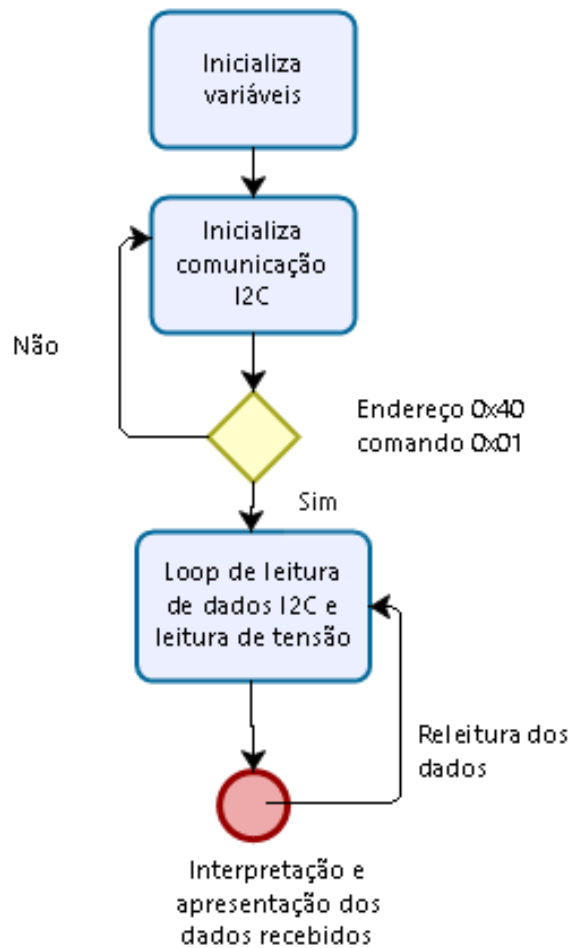 Inicializa
variáveis
Inicializa
comunicação
I2C
Não
Endereço 0x40
comando 0x01
Sim
Loop de leitura
de dados I2C e
leitura de tensão
Releitura dos
dados
Interpretação e
apresentação dos
dados recebidos